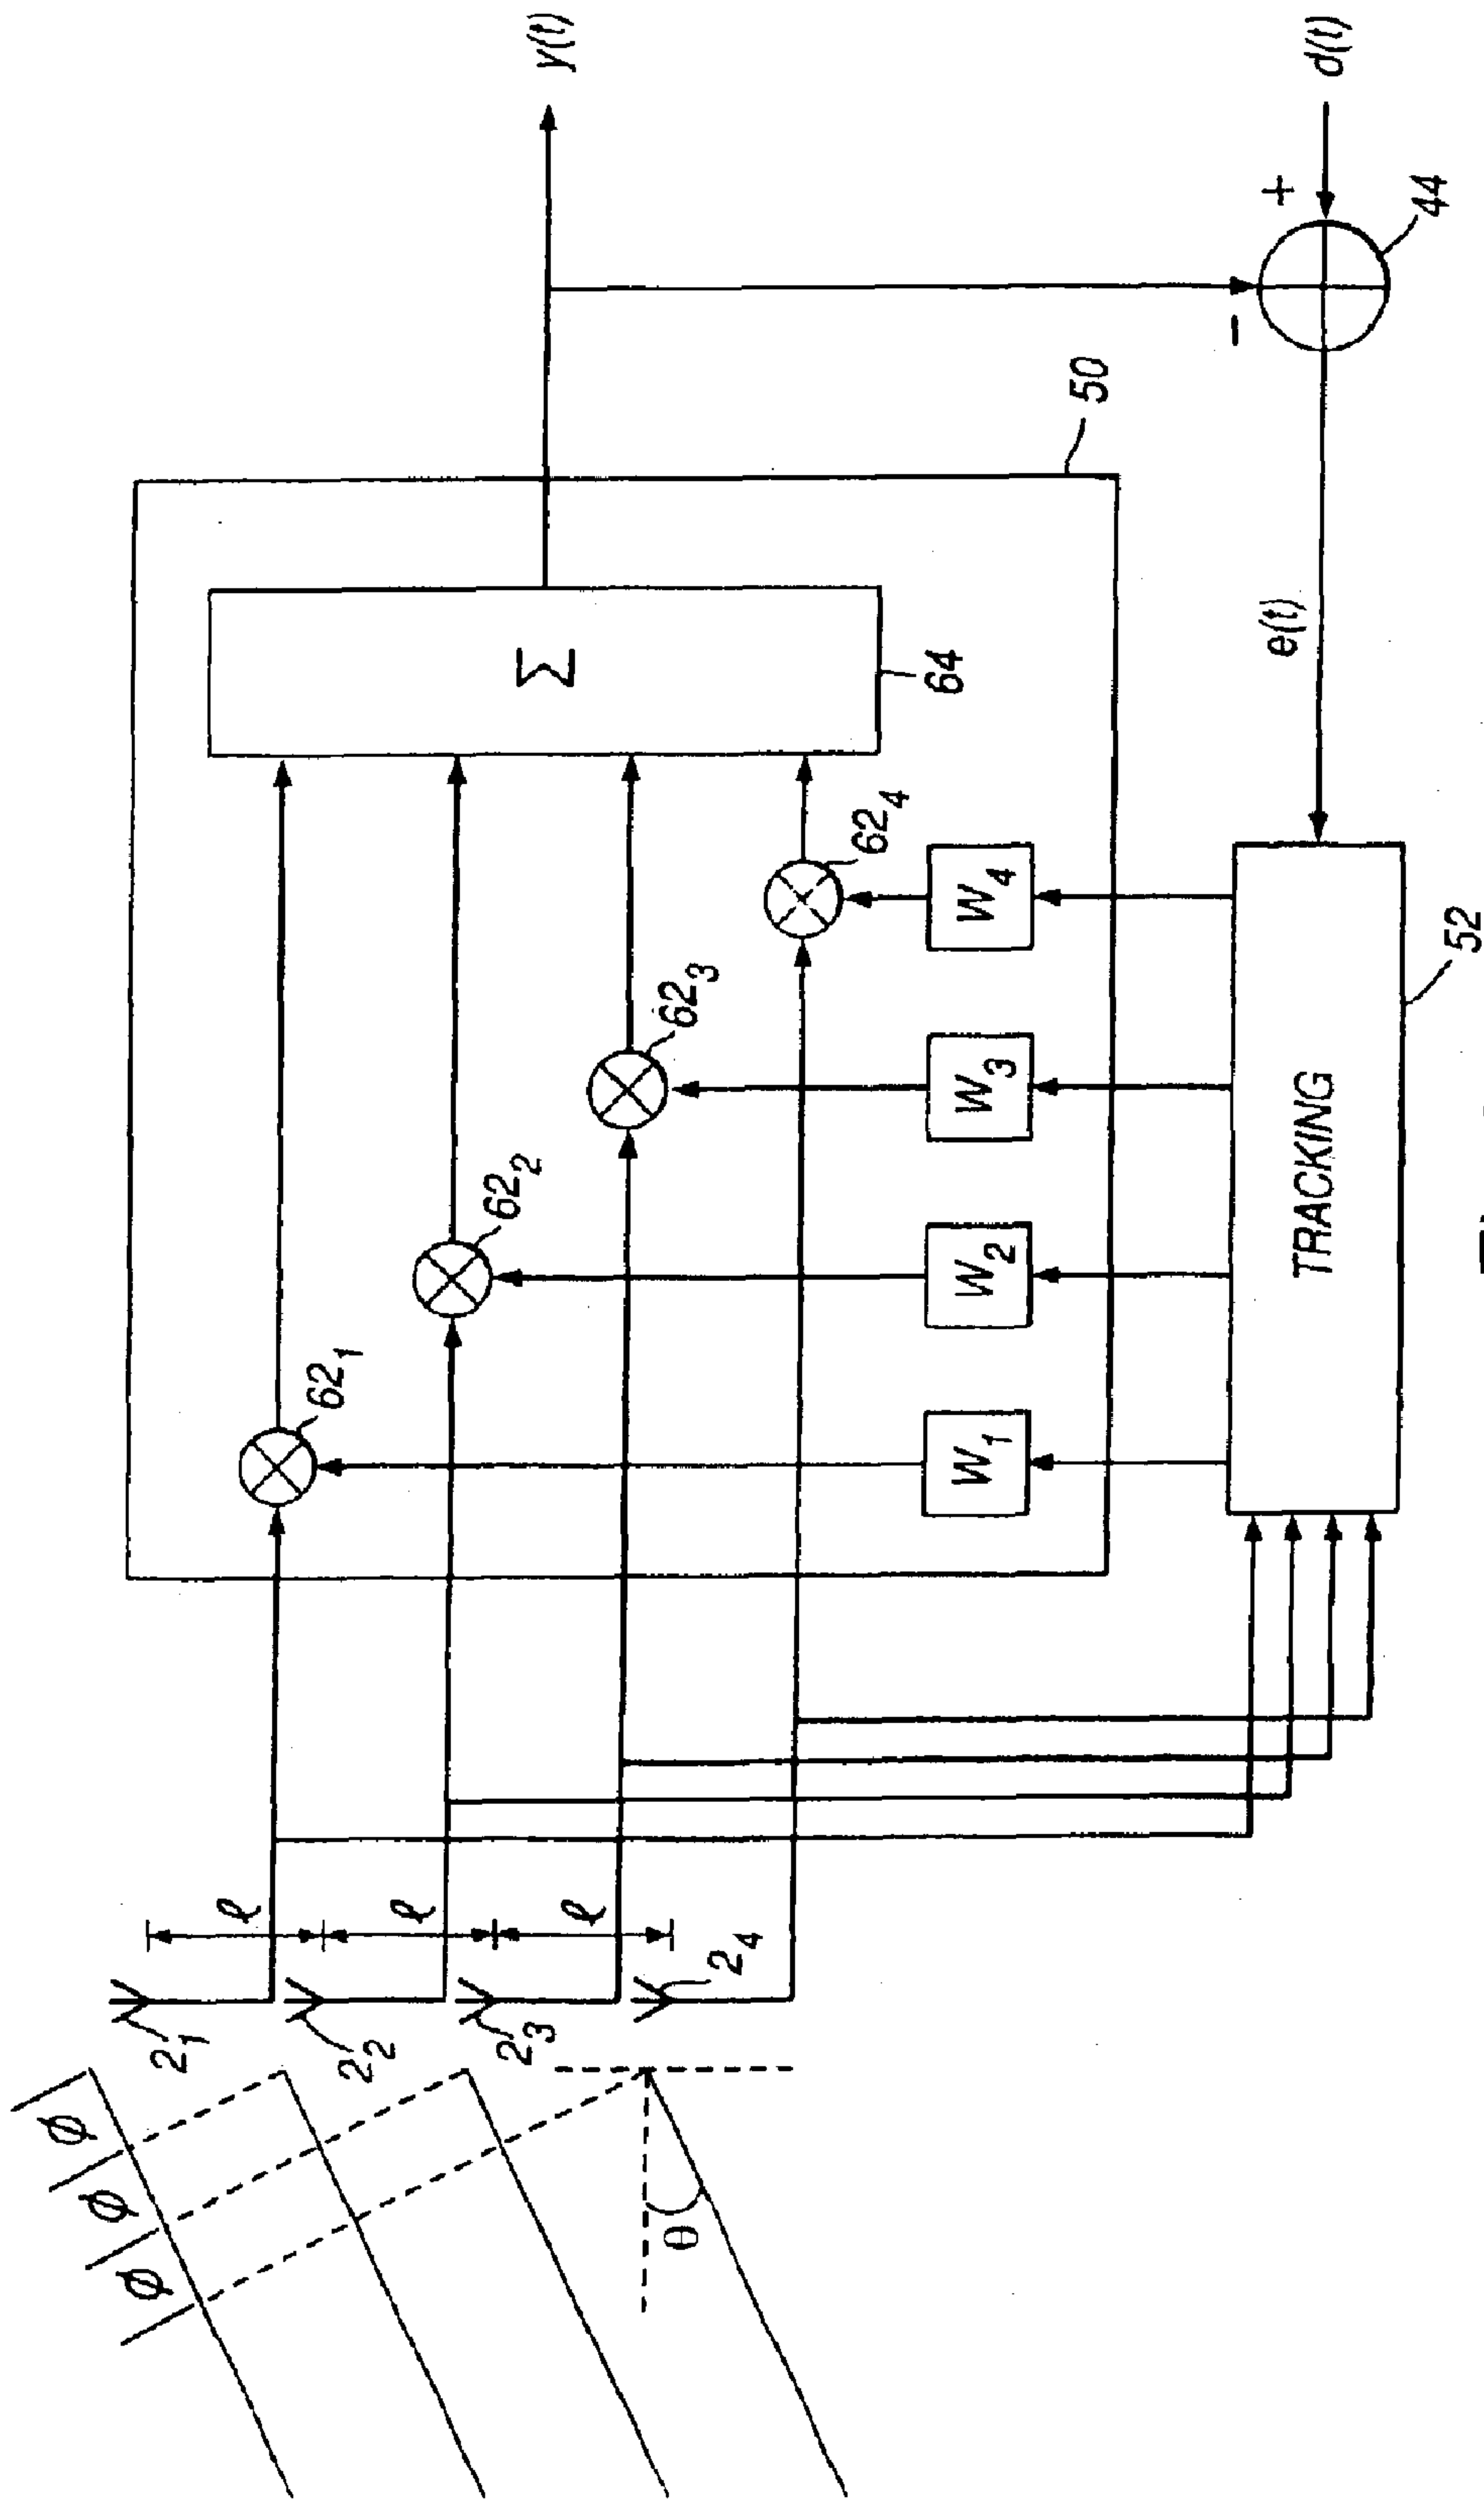 y(t)
d(t)
+
-
44
50
e(t)
Σ
64
62₁
62₂
62₃
62₄
W₁
W₂
W₃
W₄
TRACKING
52
ℓ
ℓ
ℓ
2₁
2₂
2₃
2₄
ϕ
ϕ
ϕ
θ